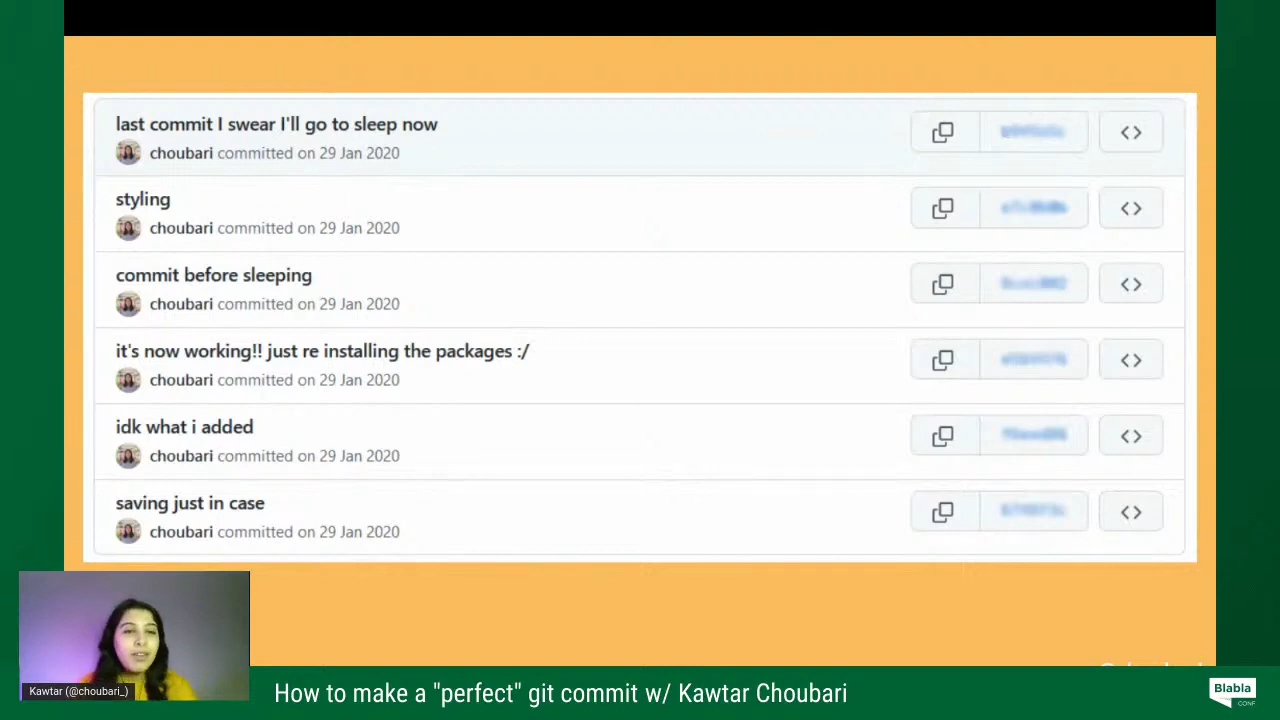 last commit I swear I'll go to sleep now
choubari committed on 29 Jan 2020
styling
choubari committed on 29 Jan 2020
commit before sleeping
choubari committed on 29 Jan 2020
it's now working!! just re installing the packages :/
choubari committed on 29 Jan 2020
idk what i added
choubari committed on 29 Jan 2020
saving just in case
choubari committed on 29 Jan 2020
Kawtar (@choubari_)
How to make a "perfect" git commit w/ Kawtar Choubari
Blabla
CONF